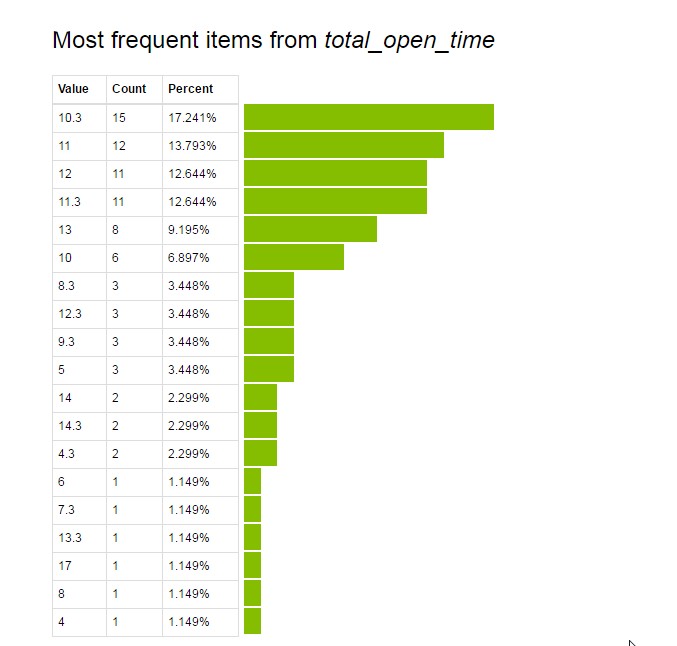 Most frequent items from total_open_time
Value Count Percent
10.3 15 17.241%
11 12 13.793%
12 11 12.644%
11.3 11 12.644%
13 8 9.195%
10 6 6.897%
8.3 3 3.448%
12.3 3 3.448%
9.3 3 3.448%
5 3 3.448%
14 2 2.299%
14.3 2 2.299%
4.3 2 2.299%
6 1 1.149%
7.3 1 1.149%
13.3 1 1.149%
17 1 1.149%
8 1 1.149%
4 1 1.149%